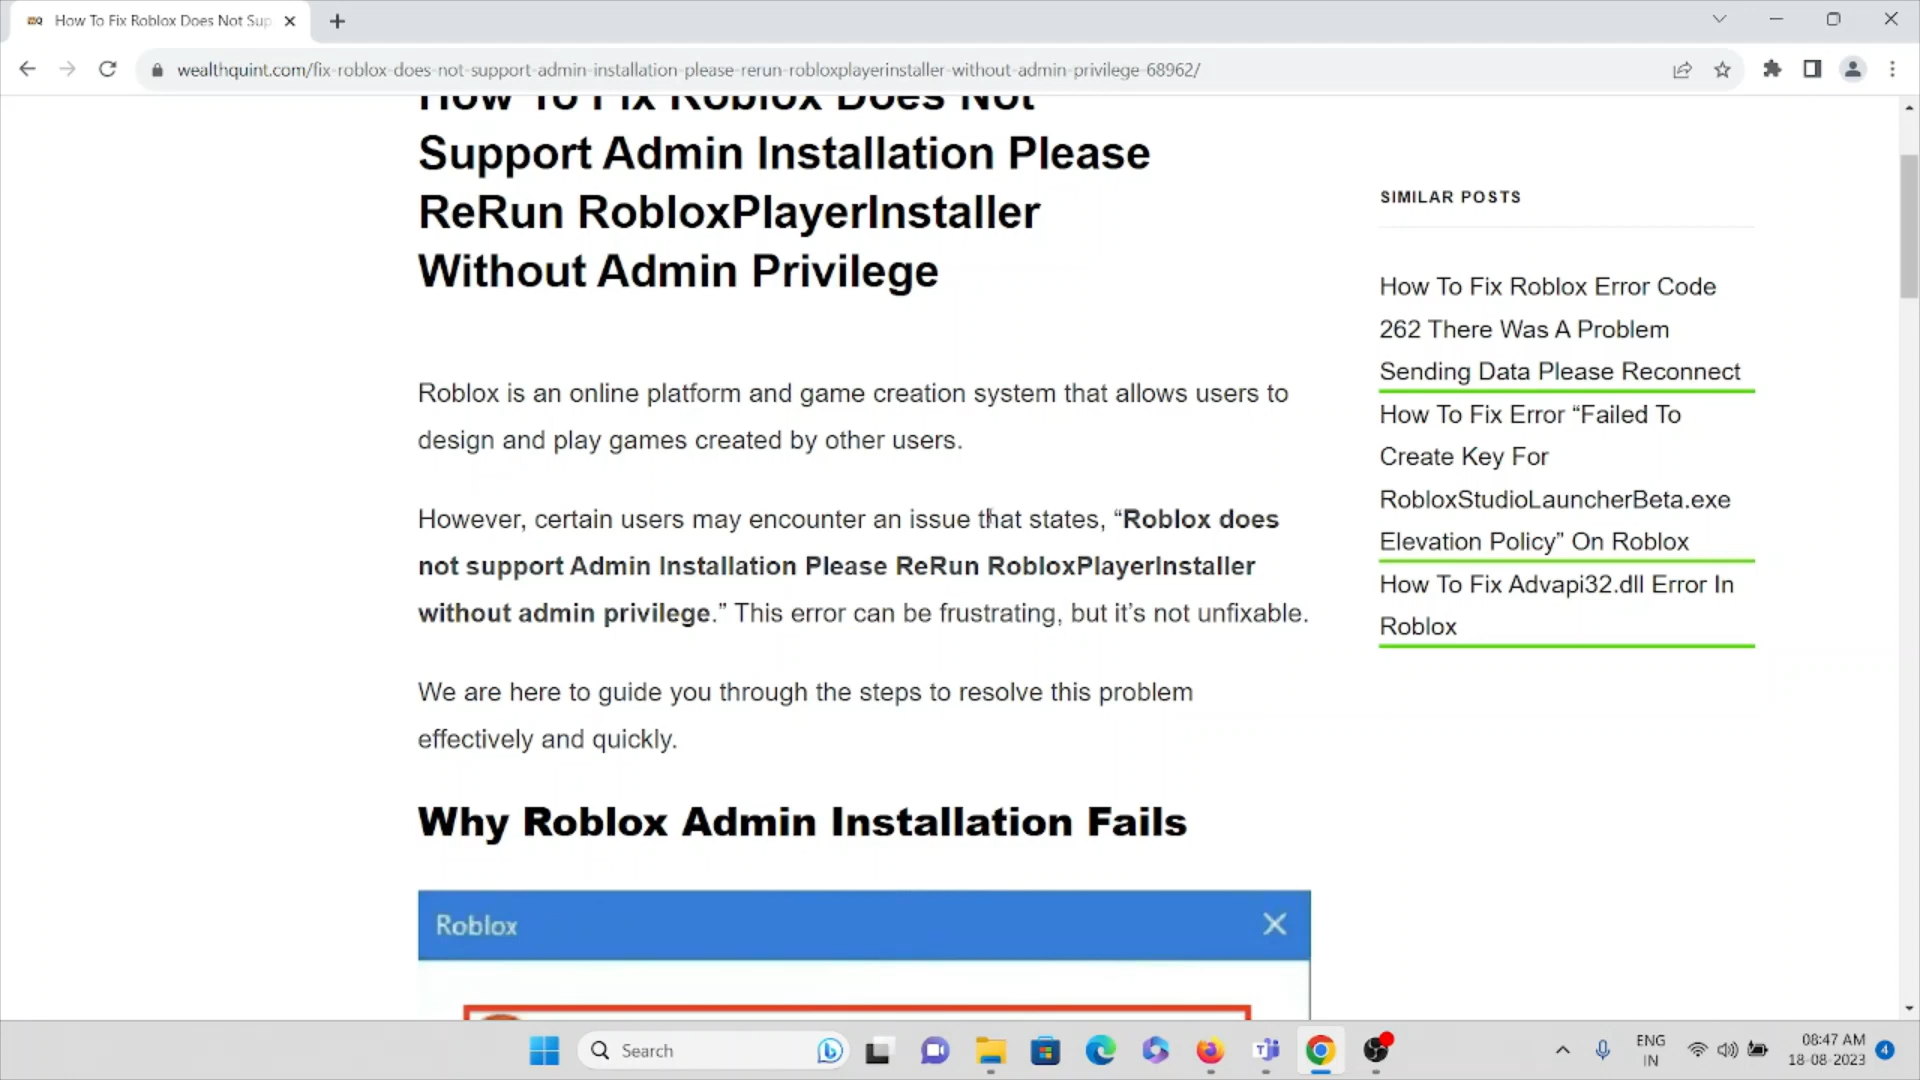 How To Fix Roblox Does Not Sup
wealthquint.com/fix-roblox-does-not-support-admin-installation-please-rerun-robloxplayerinstaller-without-admin-privilege-68962/
How To Fix Roblox Does Not
Support Admin Installation Please
ReRun RobloxPlayerInstaller
Without Admin Privilege
Roblox is an online platform and game creation system that allows users to
design and play games created by other users.
However, certain users may encounter an issue that states, “Roblox does
not support Admin Installation Please ReRun RobloxPlayerInstaller
without admin privilege.” This error can be frustrating, but it’s not unfixable.
We are here to guide you through the steps to resolve this problem
effectively and quickly.
Why Roblox Admin Installation Fails
Roblox
SIMILAR POSTS
How To Fix Roblox Error Code
262 There Was A Problem
Sending Data Please Reconnect
How To Fix Error “Failed To
Create Key For
RobloxStudioLauncherBeta.exe
Elevation Policy” On Roblox
How To Fix Advapi32.dll Error In
Roblox
Search
ENG
IN
08:47 AM
18-08-2023
4